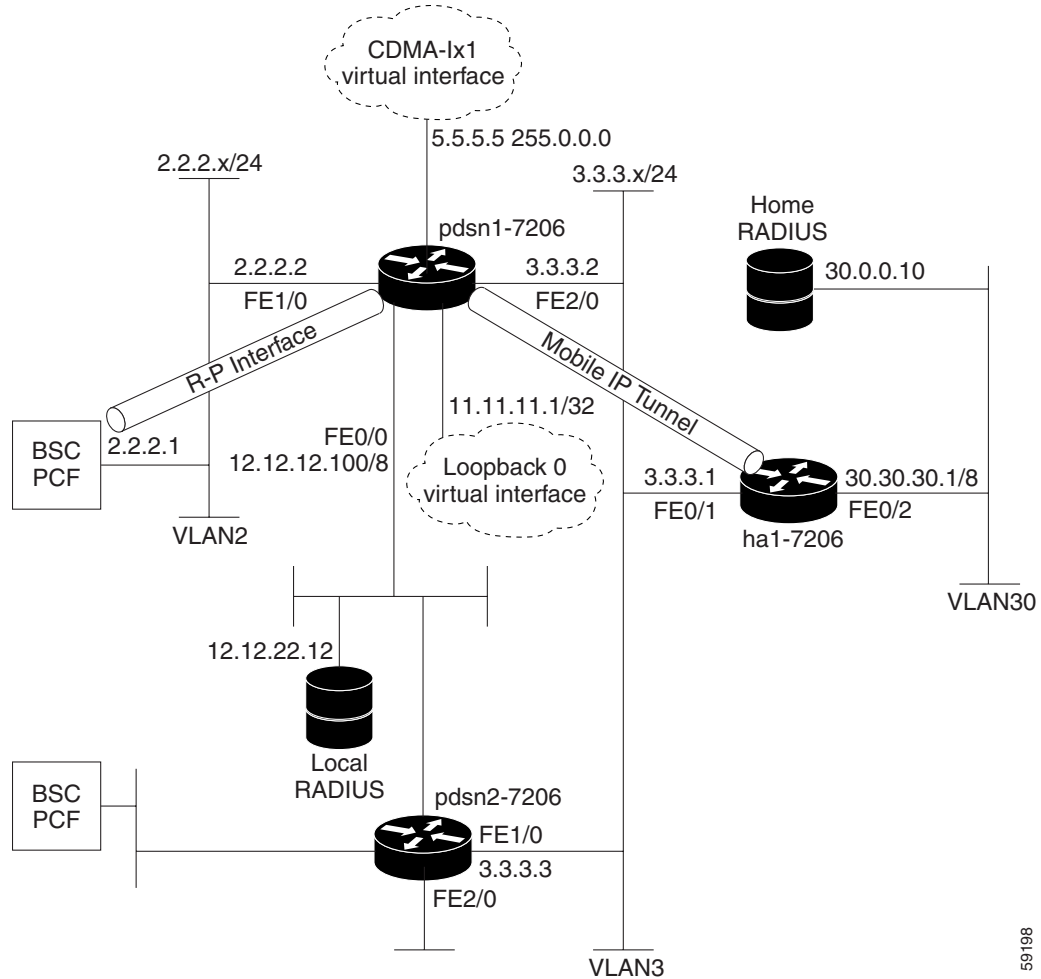 CDMA-Ix1
virtual interface
5.5.5.5 255.0.0.0
2.2.2.x/24
3.3.3.x/24
pdsn1-7206
Home
RADIUS
2.2.2.2
3.3.3.2
30.0.0.10
FE1/0
FE2/0
R-P Interface
Mobile IP Tunnel
11.11.11.1/32
BSC
PCF
2.2.2.1
FE0/0
12.12.12.100/8
Loopback 0
virtual interface
3.3.3.1
30.30.30.1/8
FE0/1
FE0/2
VLAN2
ha1-7206
VLAN30
12.12.22.12
Local
RADIUS
BSC
PCF
pdsn2-7206
FE1/0
3.3.3.3
FE2/0
VLAN3
59198